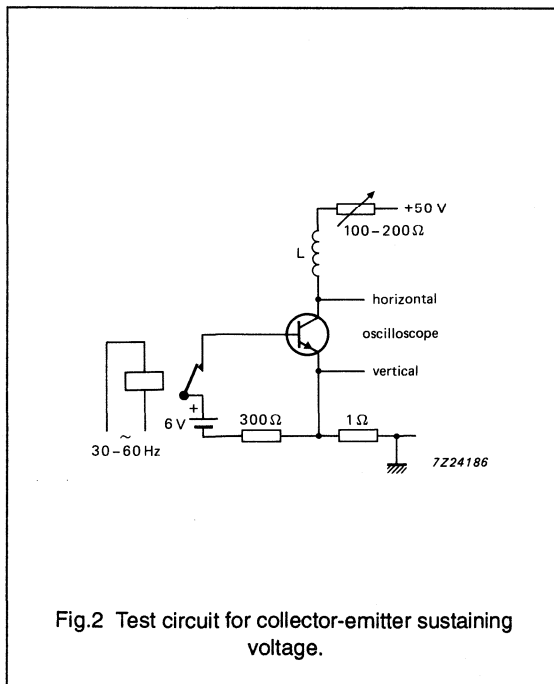 +50 V
100–200Ω
L
horizontal
oscilloscope
vertical
+
6 V
300Ω
1Ω
~
30–60 Hz
7Z24186
Fig.2 Test circuit for collector-emitter sustaining
voltage.